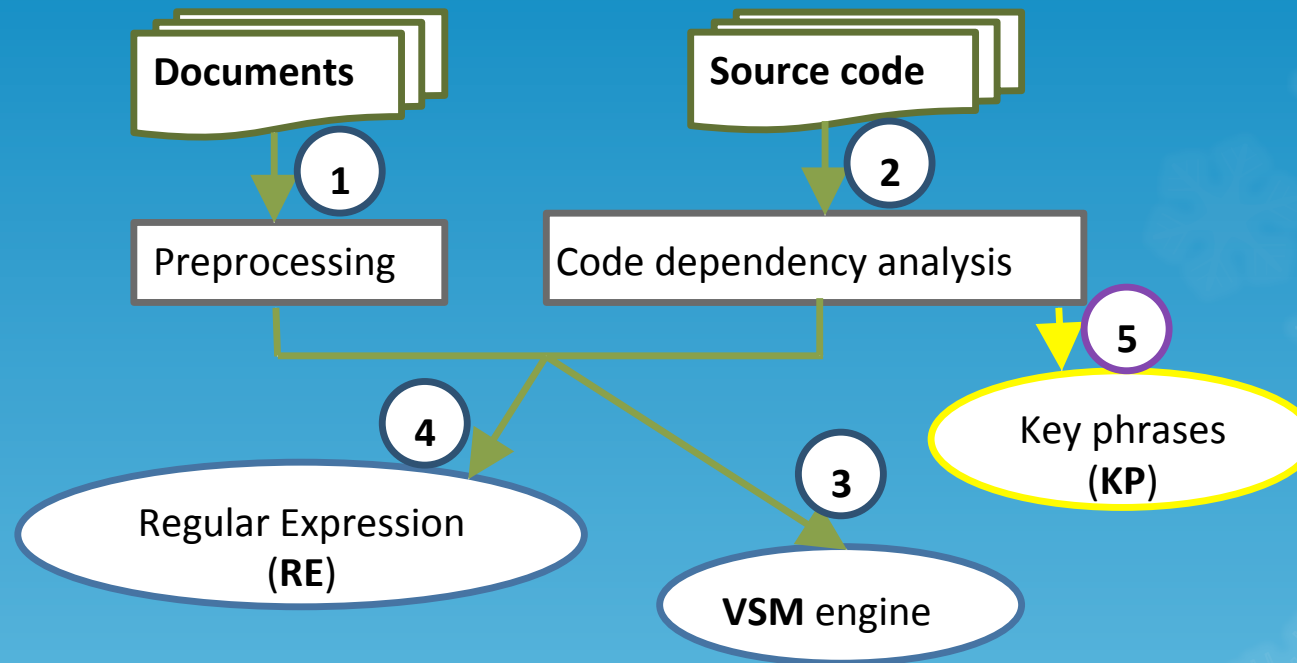 Documents
Source code
1
2
Preprocessing
Code dependency analysis
5
4
Key phrases
(KP)
3
Regular Expression
(RE)
VSM engine